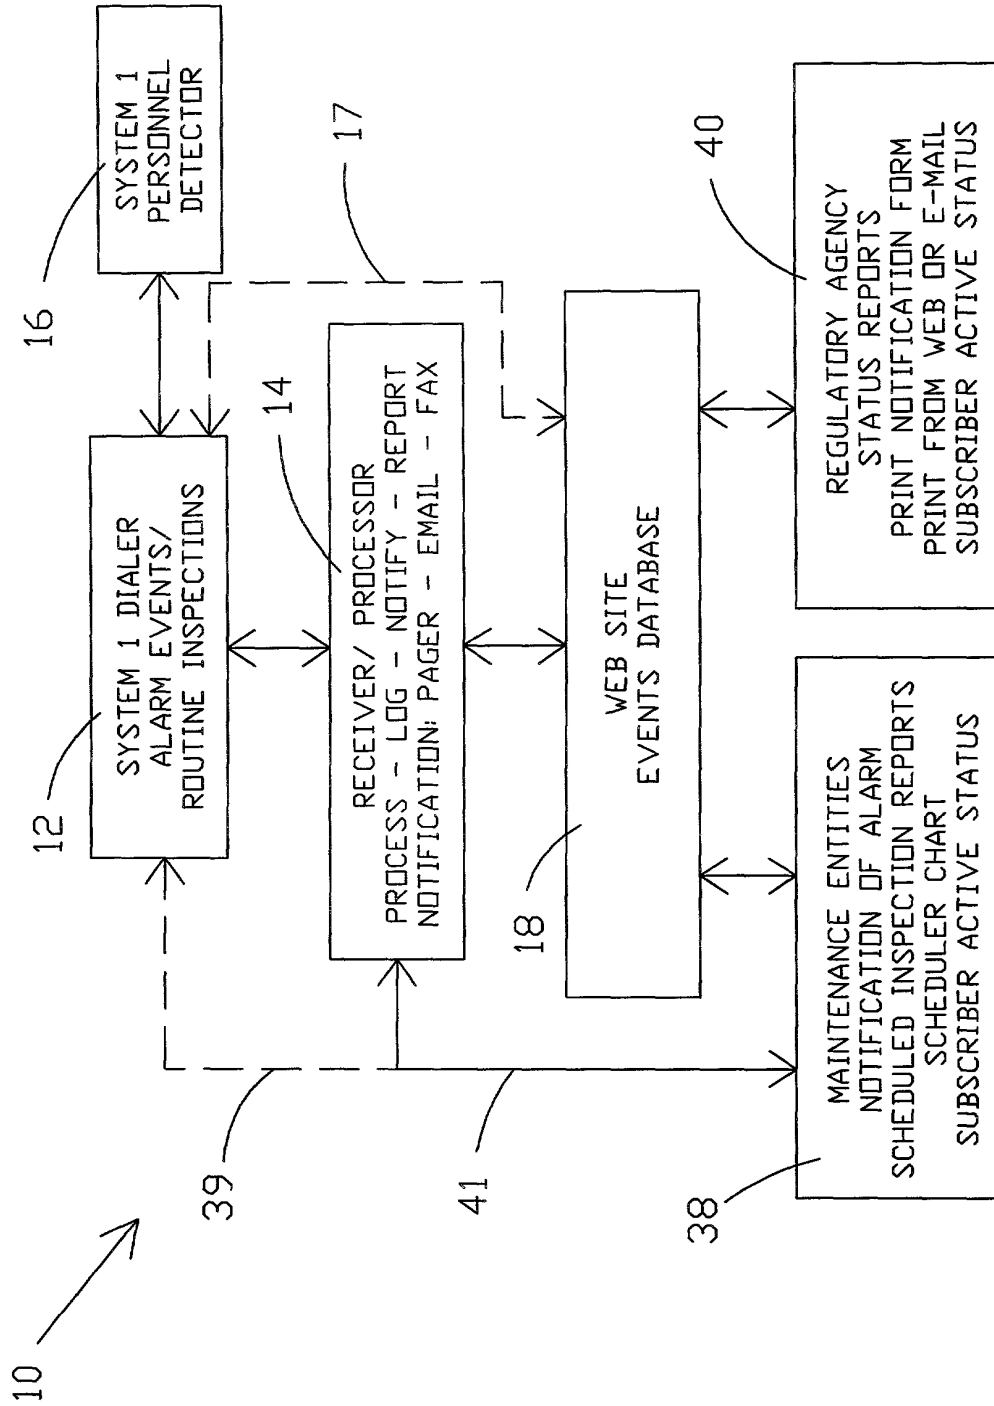 10
12
SYSTEM 1 DIALER
ALARM EVENTS/
ROUTINE INSPECTIONS
16
SYSTEM 1
PERSONNEL
DETECTOR
17
14
RECEIVER/ PROCESSOR
PROCESS - LOG - NOTIFY - REPORT
NOTIFICATION: PAGER - EMAIL - FAX
39
41
18
WEB SITE
EVENTS DATABASE
38
MAINTENANCE ENTITIES
NOTIFICATION OF ALARM
SCHEDULED INSPECTION REPORTS
SCHEDULER CHART
SUBSCRIBER ACTIVE STATUS
40
REGULATORY AGENCY
STATUS REPORTS
PRINT NOTIFICATION FORM
PRINT FROM WEB OR E-MAIL
SUBSCRIBER ACTIVE STATUS